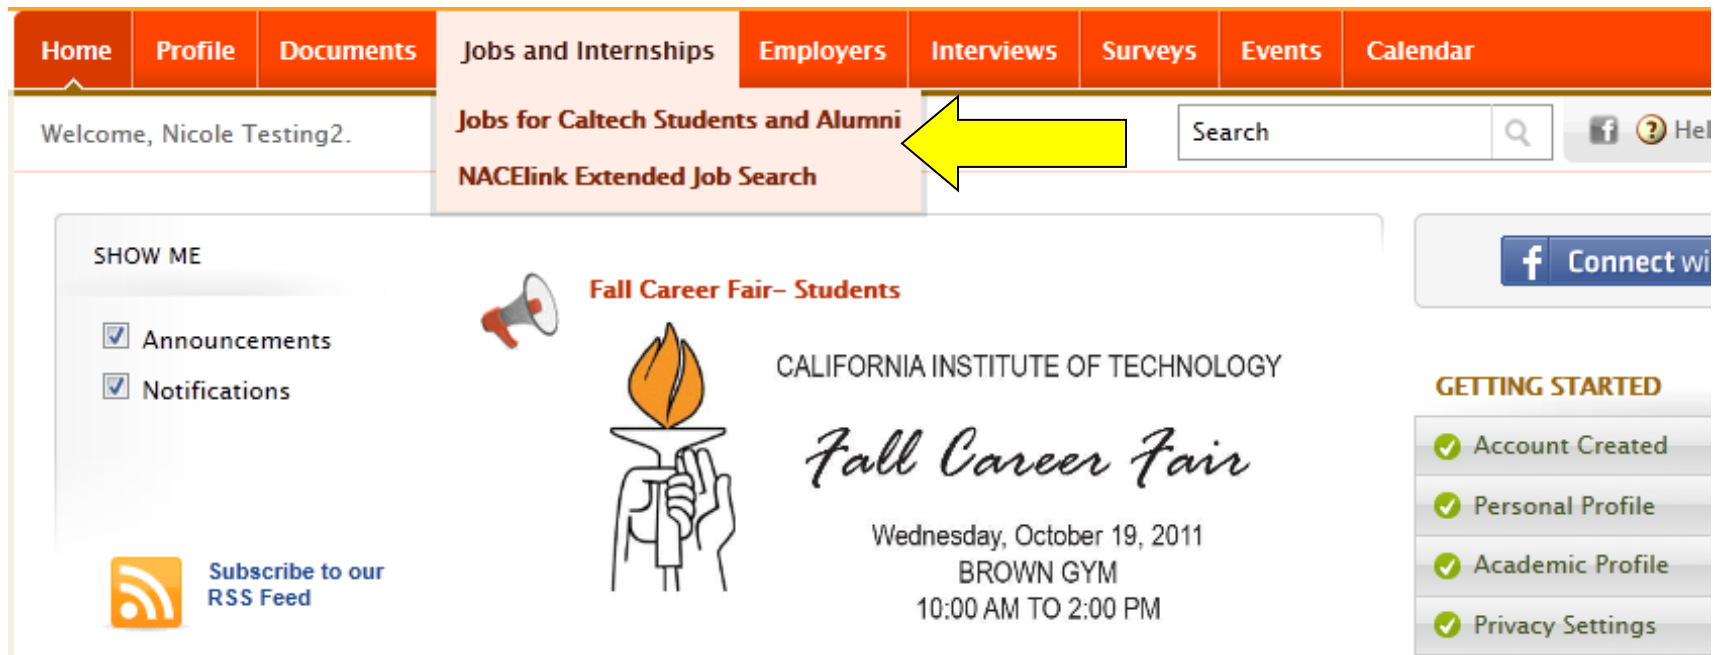 Home Profile Documents Jobs and Internships Employers Interviews Surveys Events Calendar
Jobs for Caltech Students and Alumni
NACElink Extended Job Search
Welcome, Nicole Testing2.
Search
SHOW ME
Announcements
Notifications
Subscribe to our
RSS Feed
Fall Career Fair– Students
CALIFORNIA INSTITUTE OF TECHNOLOGY
Fall Career Fair
Wednesday, October 19, 2011
BROWN GYM
10:00 AM TO 2:00 PM
f Connect
GETTING STARTED
Account Created
Personal Profile
Academic Profile
Privacy Settings